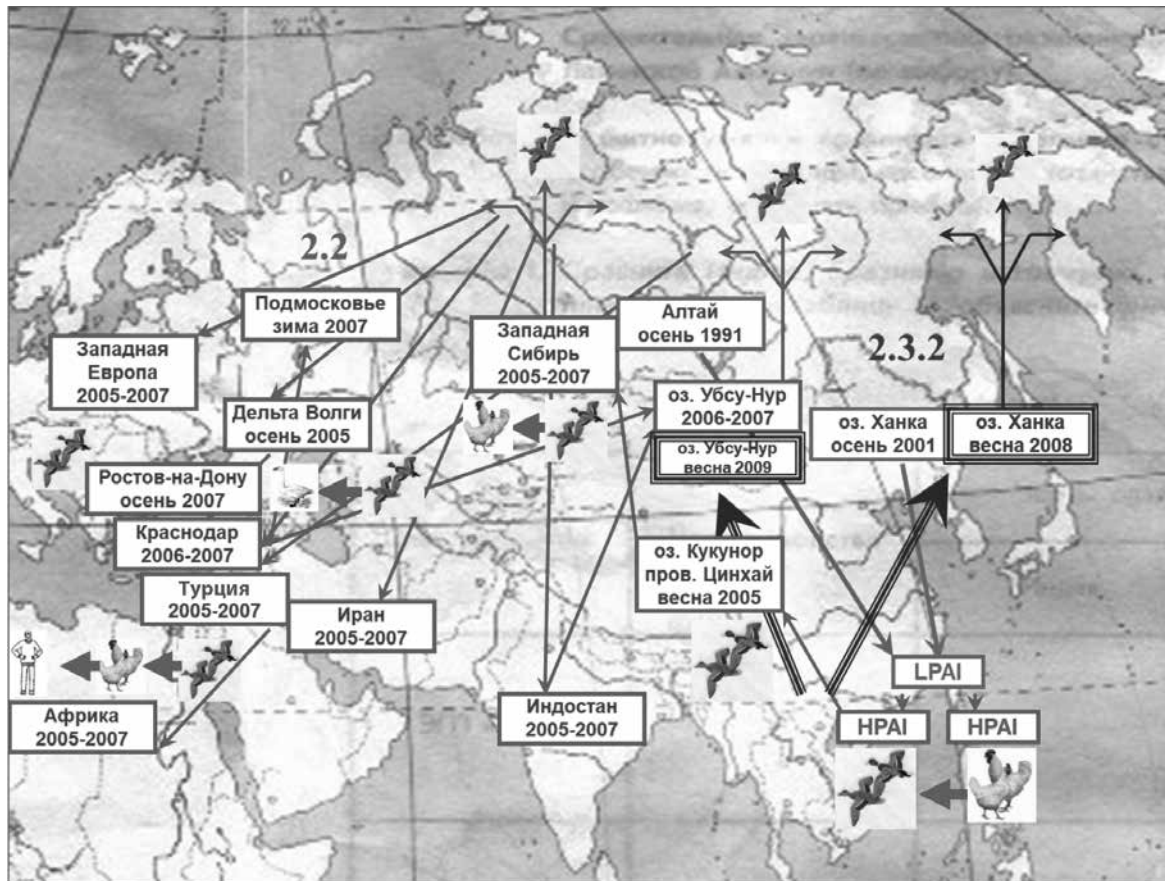 2.2
Подмосковье
зима 2007
Западная
Европа
2005-2007
Дельта Волги
осень 2005
Западная
Сибирь
2005-2007
Алтай
осень 1991
2.3.2
оз. Убсу-Нур
2006-2007
оз. Убсу-Нур
весна 2009
оз. Ханка
осень 2001
оз. Ханка
весна 2008
Ростов-на-Дону
осень 2007
Краснодар
2006-2007
Турция
2005-2007
Иран
2005-2007
оз. Кукунор
пров. Цинхай
весна 2005
LPAI
Африка
2005-2007
Индостан
2005-2007
HPAI
HPAI